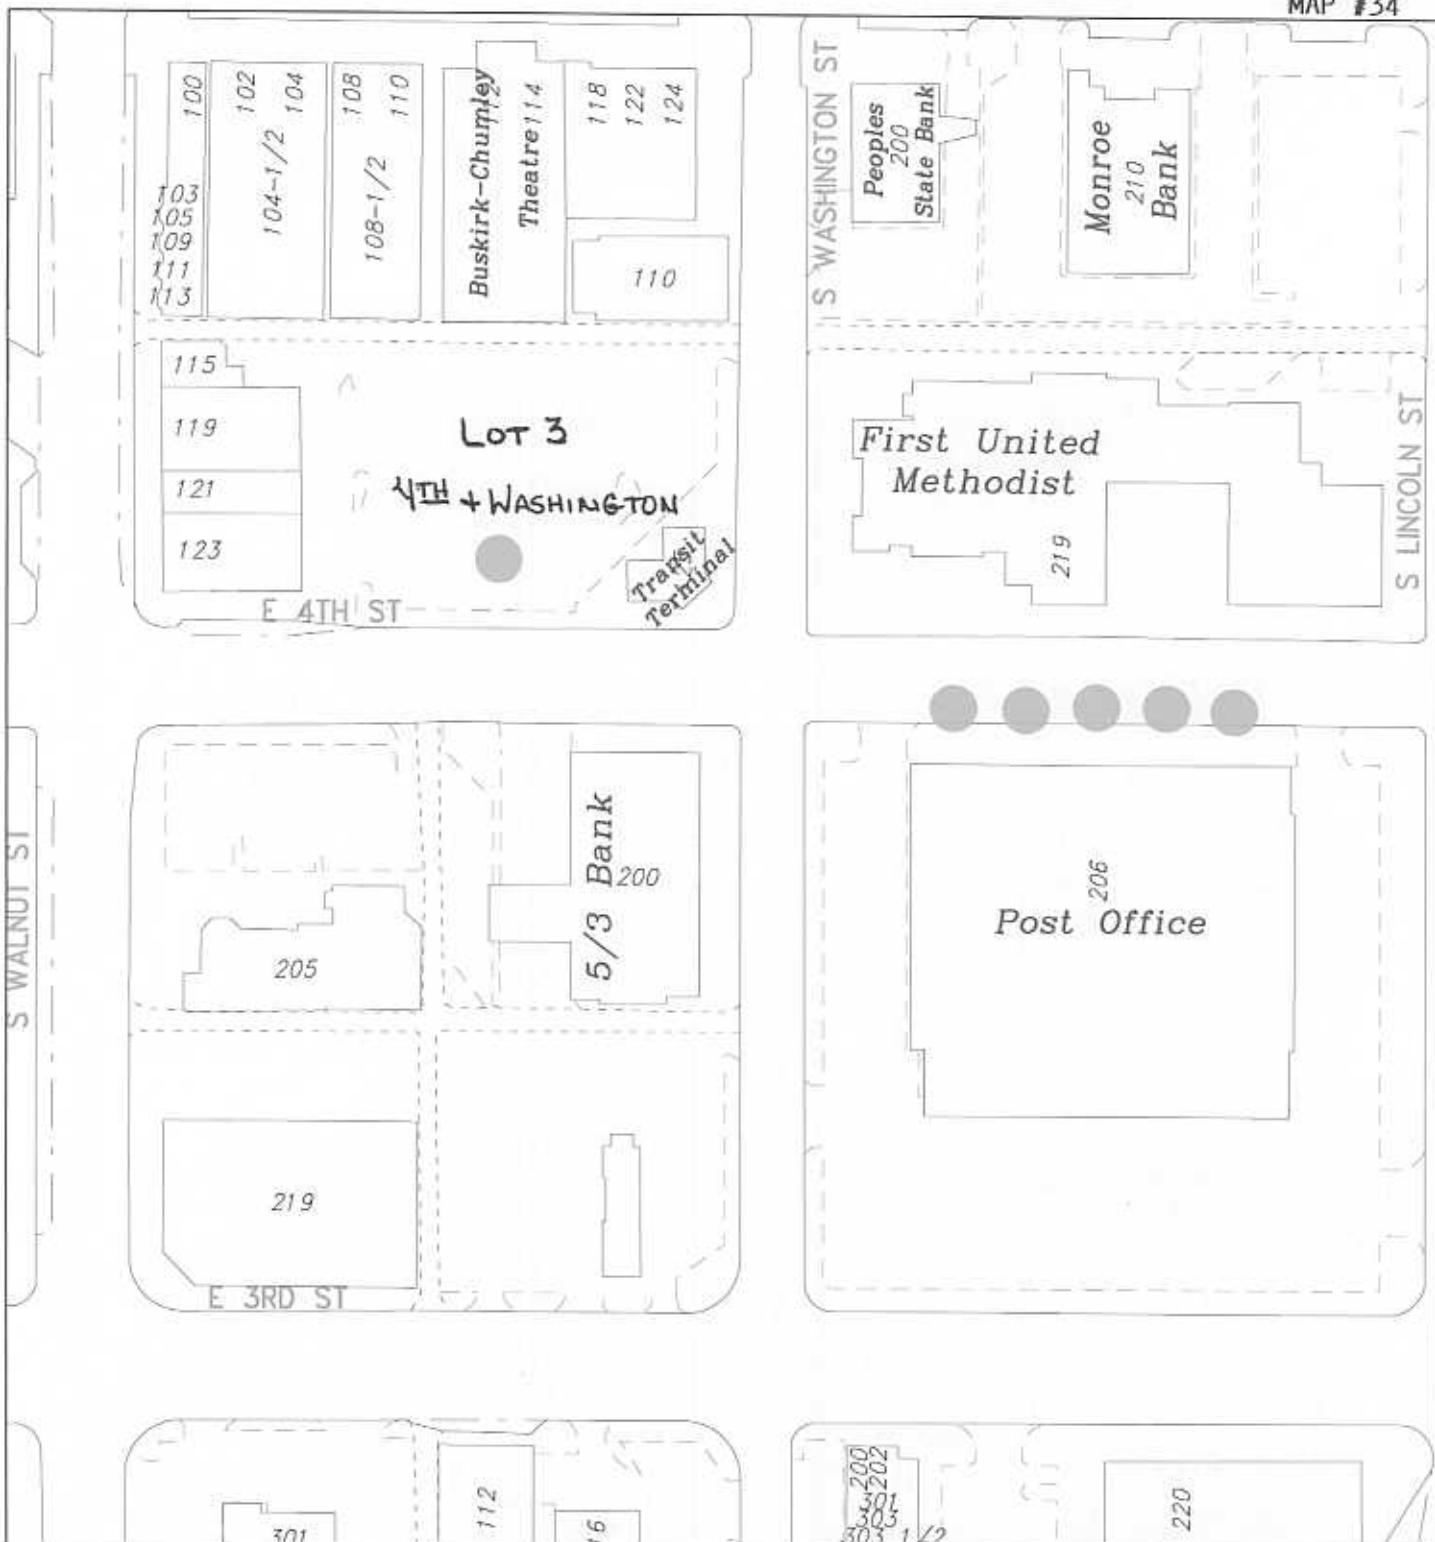 MAP #34
100
102
104
104-1/2
108
110
108-1/2
Buskirk-Chumley
112
Theatre
114
118
122
124
103
105
109
111
113
110
S WASHINGTON ST
Peoples
200
State Bank
Monroe
210
Bank
115
119
121
123
LOT 3
4TH + WASHINGTON
Transit
Terminal
E 4TH ST
First United
Methodist
219
S LINCOLN ST
S WALNUT ST
205
5/3 Bank
200
206
Post Office
219
E 3RD ST
301
112
16
200
202
301
303
303 1/2
220